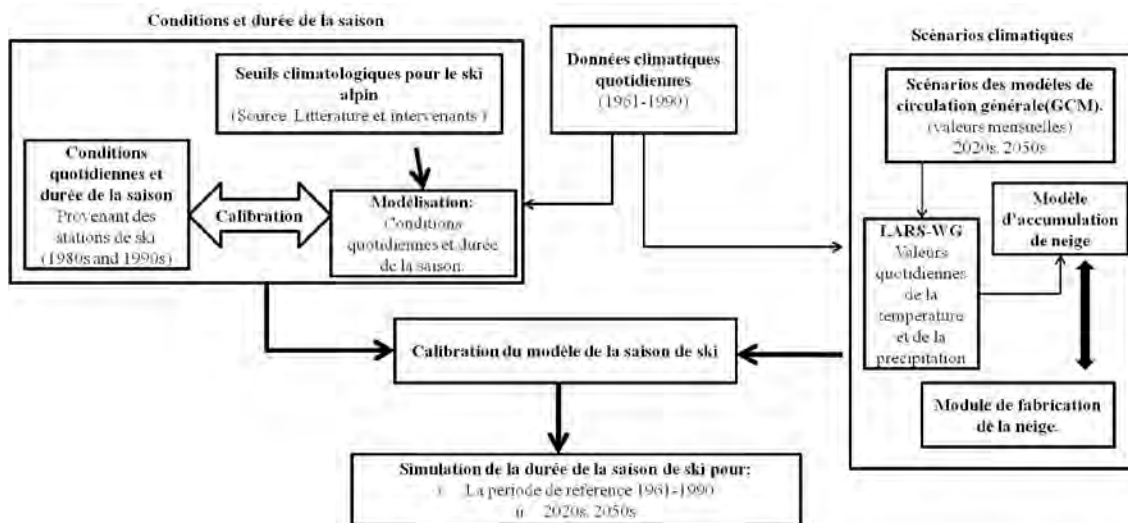 Conditions et durée de la saison
Seuils climatologiques pour le ski
alpin
(Source Littérature et intervenants )
Conditions
quotidiennes et
durée de la saison
Provenant des
stations de ski
(1980s and 1990s)
Calibration
Modélisation:
Conditions
quotidiennes et durée
de la saison.
Données climatiques
quotidiennes
(1961-1990)
Scénarios climatiques
Scénarios des modèles de
circulation générale(GCM).
(valeurs mensuelles)
2020s, 2050s
LARS-WG
Valeurs
quotidiennes
de la
température
et de la
precipitation
Modèle
d'accumulation
de neige
Module de fabrication
de la neige.
Calibration du modèle de la saison de ski
Simulation de la durée de la saison de ski pour:
i La période de référence 1961-1990
ii 2020s, 2050s